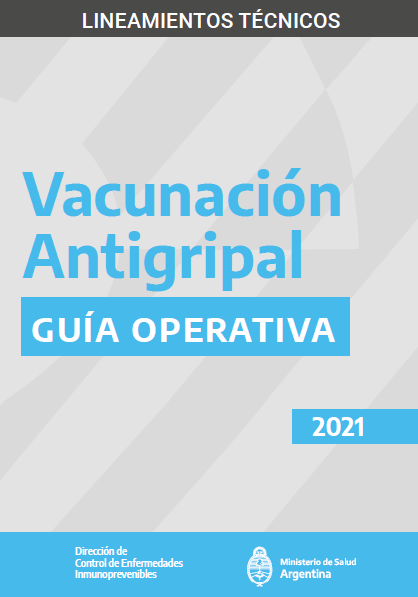 LINEAMIENTOS TÉCNICOS
Vacunación
Antigripal
GUÍA OPERATIVA
2021
Dirección de
Control de Enfermedades
Inmunoprevenibles
Ministerio de Salud
Argentina